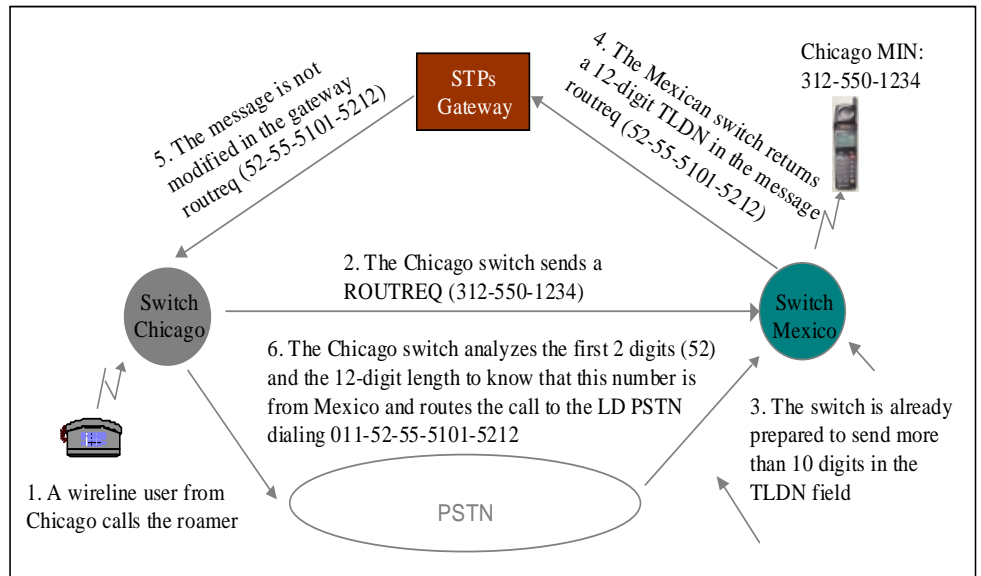 STPs
Gateway
4. The Mexican switch returns
a 12-digit TLDN in the message
routreq (52-55-5101-5212)
Chicago MIN:
312-550-1234
5. The message is not
modified in the gateway
routreq (52-55-5101-5212)
2. The Chicago switch sends a
ROUTREQ (312-550-1234)
Switch
Chicago
Switch
Mexico
6. The Chicago switch analyzes the first 2 digits (52)
and the 12-digit length to know that this number is
from Mexico and routes the call to the LD PSTN
dialing 011-52-55-5101-5212
3. The switch is already
prepared to send more
than 10 digits in the
TLDN field
1. A wireline user from
Chicago calls the roamer
PSTN